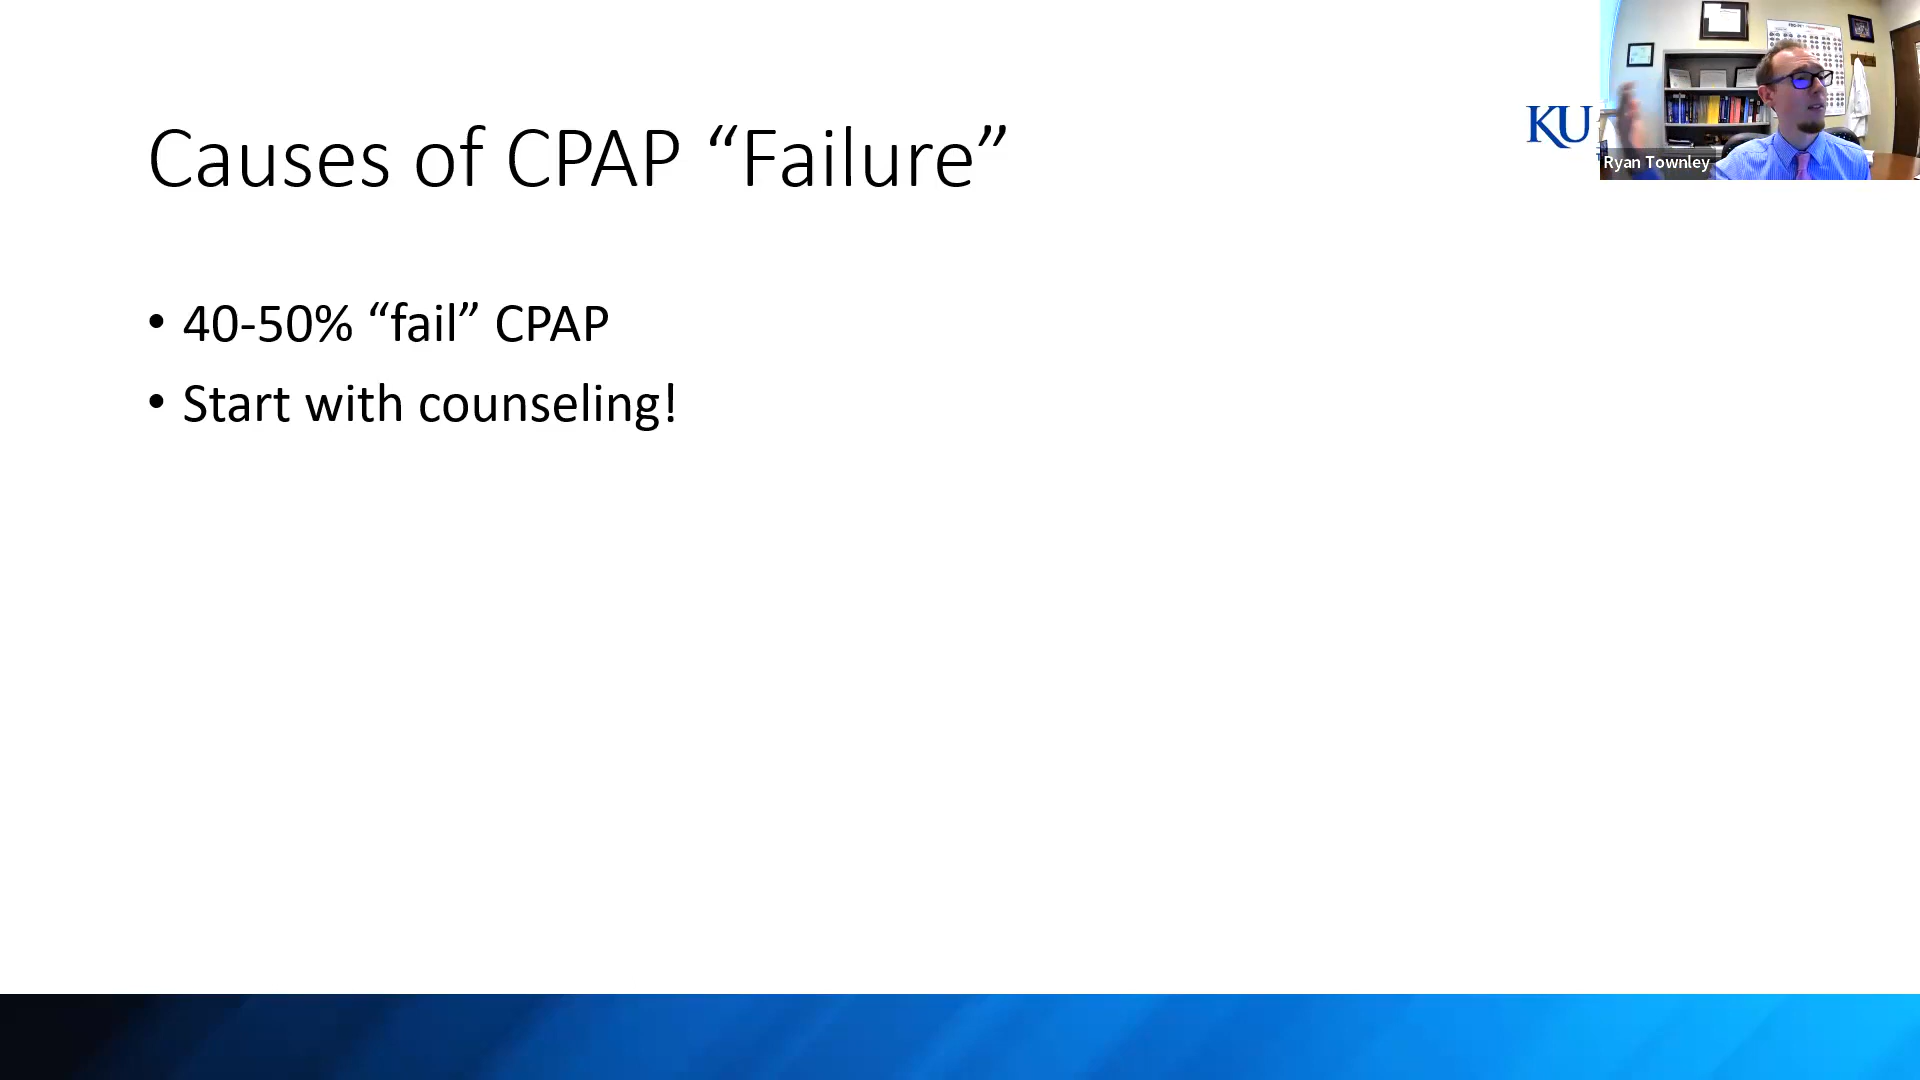 Causes of CPAP “Failure”
KU
Ryan Townley
• 40-50% “fail” CPAP
• Start with counseling!